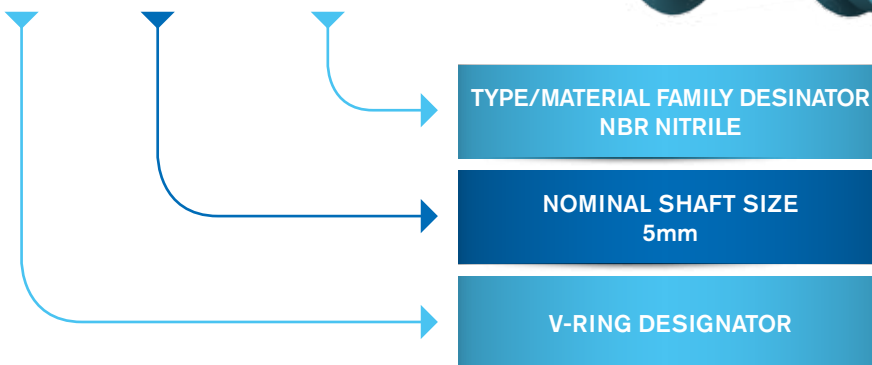 TYPE/MATERIAL FAMILY DESINATOR
NBR NITRILE
NOMINAL SHAFT SIZE
5mm
V-RING DESIGNATOR